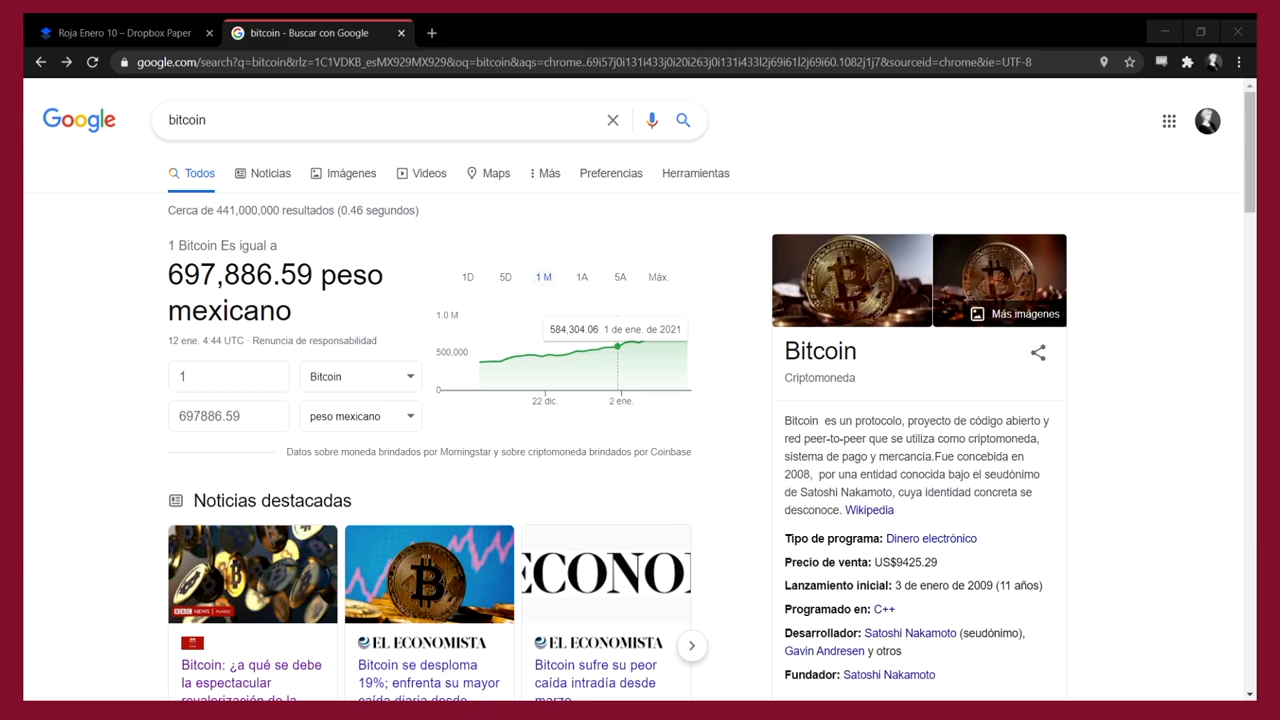 Roja Enero 10 – Dropbox Paper
bitcoin - Buscar con Google
google.com/search?q=bitcoin&rlz=1C1VDKB_esMX929MX929&oq=bitcoin&aqs=chrome..69i57j0i131i433j0i20i263j0i131i433l2j69i61l2j69i60.1082j1j7&sourceid=chrome&ie=UTF-8
Google
bitcoin
Todos
Noticias
Imágenes
Videos
Maps
Más
Preferencias
Herramientas
Cerca de 441,000,000 resultados (0.46 segundos)
1 Bitcoin Es igual a
697,886.59 peso
mexicano
12 ene. 4:44 UTC · Renuncia de responsabilidad
1
Bitcoin
697886.59
peso mexicano
1D
5D
1 M
1A
5A
Máx.
1.0 M
584,304.06 1 de ene. de 2021
500,000
0
22 dic.
2 ene.
Datos sobre moneda brindados por Morningstar y sobre criptomoneda brindados por Coinbase
Noticias destacadas
BBC NEWS MUNDO
Bitcoin: ¿a qué se debe
la espectacular
revalorización de la
EL ECONOMISTA
Bitcoin se desploma
19%; enfrenta su mayor
caída diaria desde
ECONO
EL ECONOMISTA
Bitcoin sufre su peor
caída intradía desde
marzo
Más imágenes
Bitcoin
Criptomoneda
Bitcoin es un protocolo, proyecto de código abierto y
red peer-to-peer que se utiliza como criptomoneda,
sistema de pago y mercancía.Fue concebida en
2008, por una entidad conocida bajo el seudónimo
de Satoshi Nakamoto, cuya identidad concreta se
desconoce. Wikipedia
Tipo de programa: Dinero electrónico
Precio de venta: US$9425.29
Lanzamiento inicial: 3 de enero de 2009 (11 años)
Programado en: C++
Desarrollador: Satoshi Nakamoto (seudónimo),
Gavin Andresen y otros
Fundador: Satoshi Nakamoto